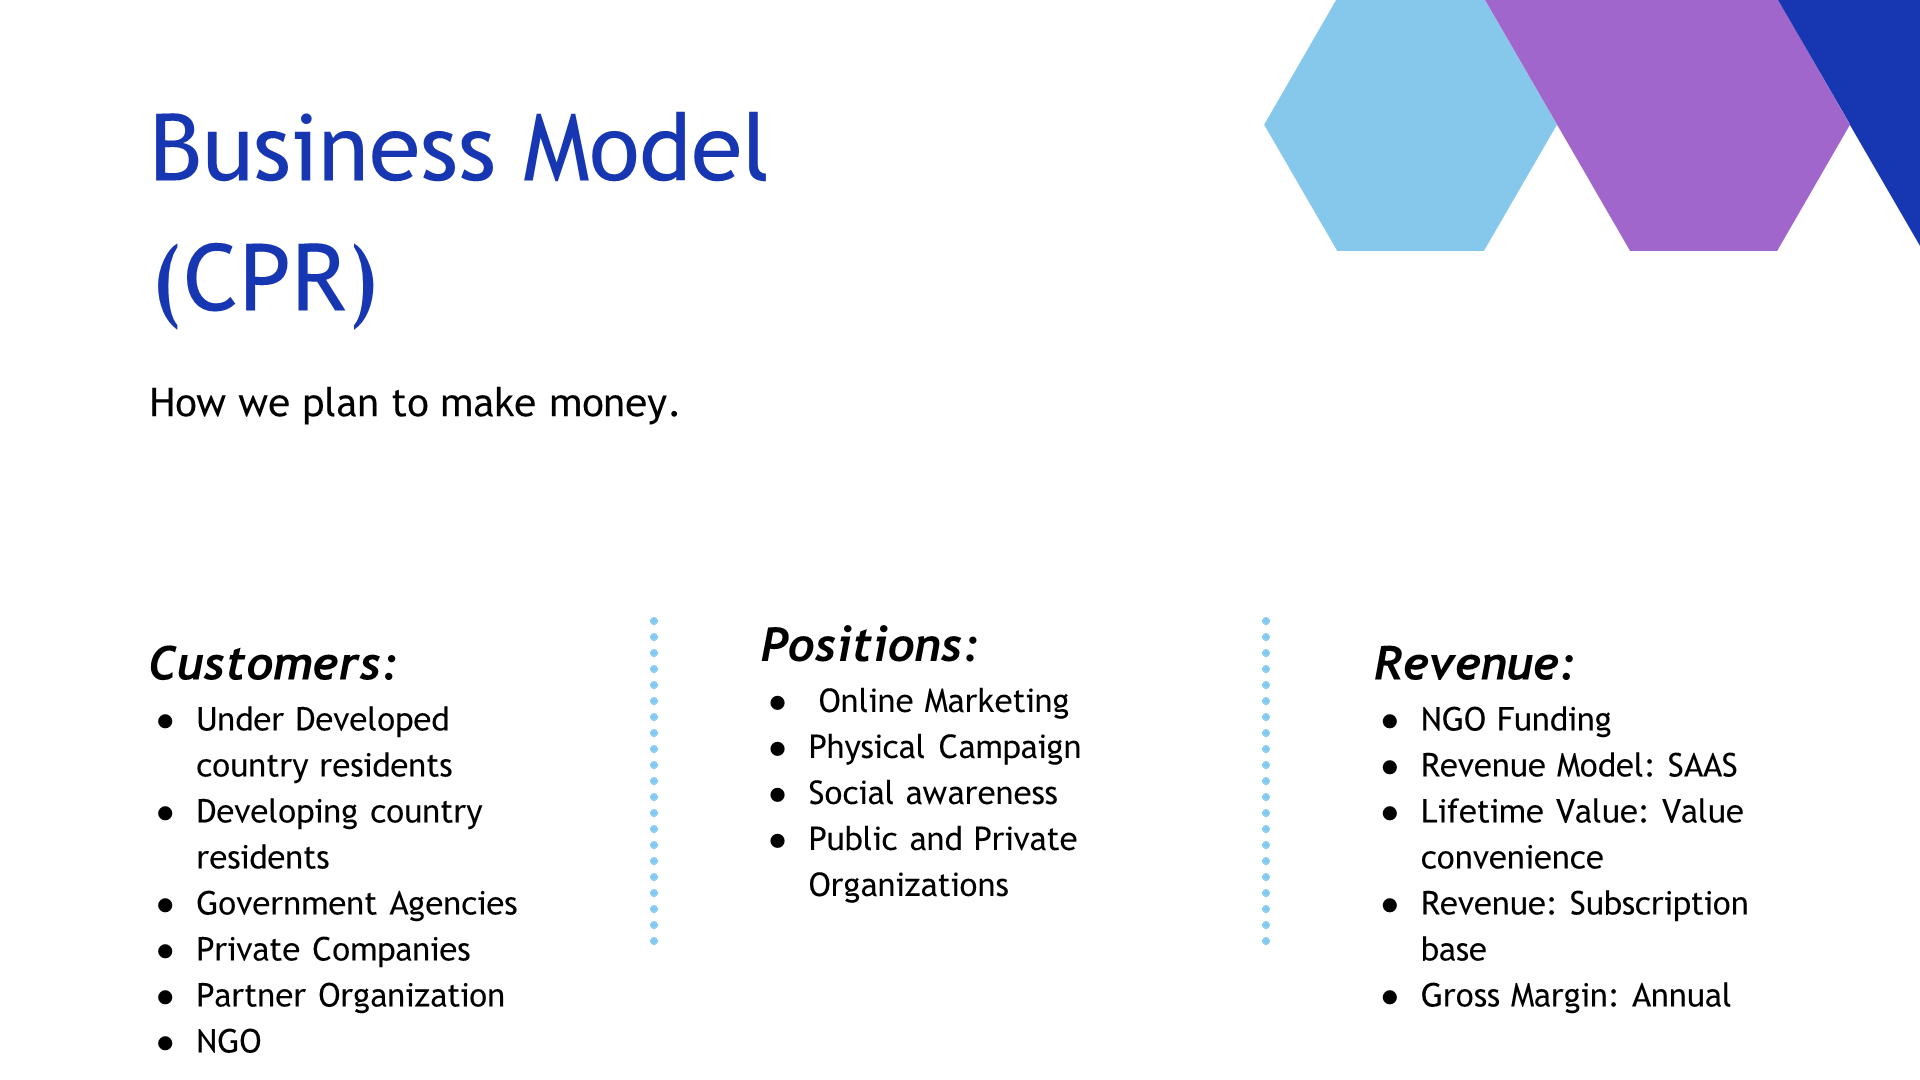 Business Model
(CPR)
How we plan to make money.
Customers:
● Under Developed
country residents
● Developing country
residents
● Government Agencies
● Private Companies
● Partner Organization
● NGO
Positions:
● Online Marketing
● Physical Campaign
● Social awareness
● Public and Private
Organizations
Revenue:
● NGO Funding
● Revenue Model: SAAS
● Lifetime Value: Value
convenience
● Revenue: Subscription
base
● Gross Margin: Annual